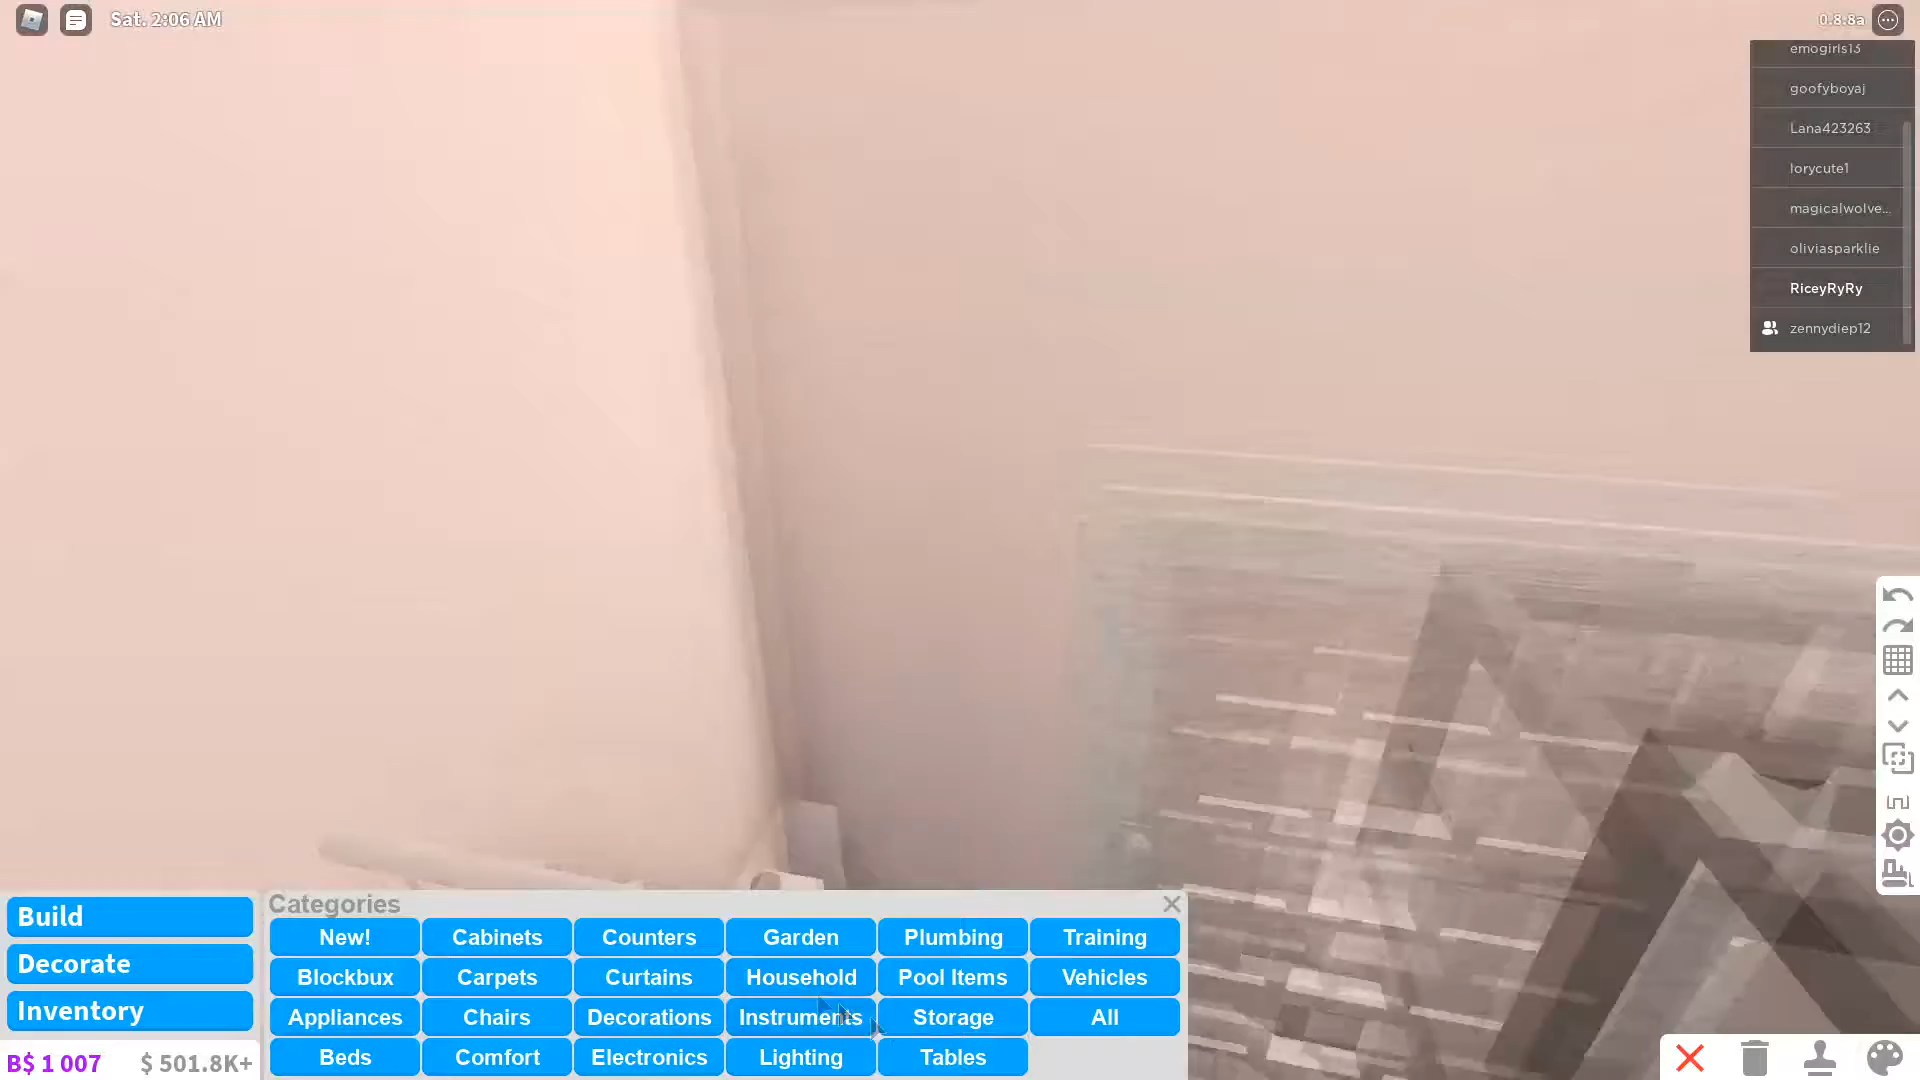 Sat. 2:06 AM
0.8.8a
emogirls13
goofyboyaj
Lana423263
lorycute1
magicalwolve...
oliviasparklie
RiceyRyRy
zennydiep12
Build
Decorate
Inventory
B$ 1 007 $ 501.8K+
Categories
New! Cabinets Counters Garden Plumbing Training
Blockbux Carpets Curtains Household Pool Items Vehicles
Appliances Chairs Decorations Instruments Storage All
Beds Comfort Electronics Lighting Tables